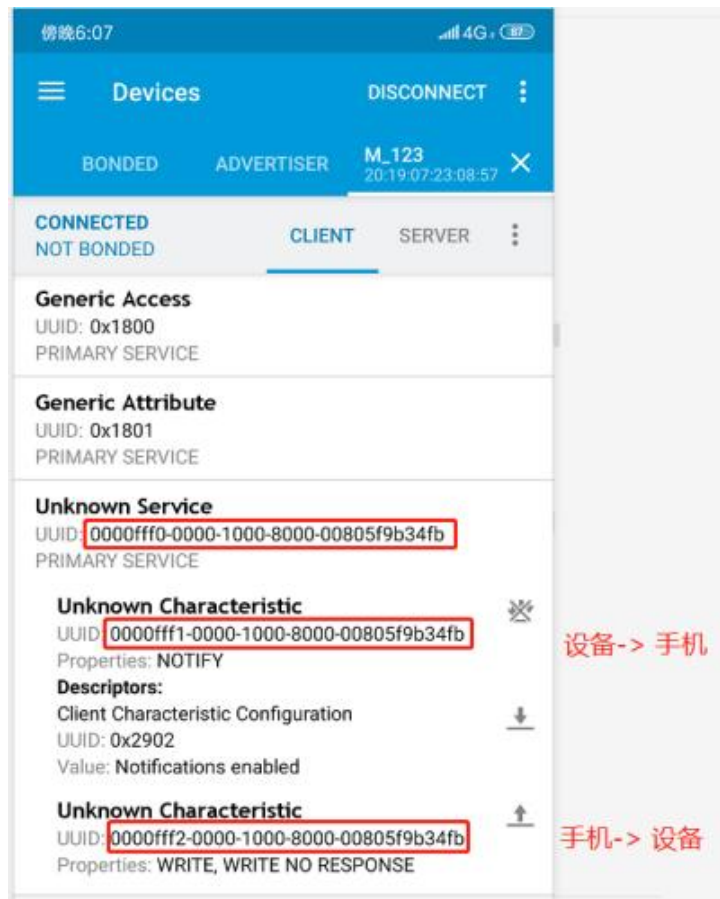 傍晚6:07 4G 87
Devices DISCONNECT
BONDED ADVERTISER M_123
20:19:07:23:08:57
CONNECTED
NOT BONDED CLIENT SERVER
Generic Access
UUID: 0x1800
PRIMARY SERVICE
Generic Attribute
UUID: 0x1801
PRIMARY SERVICE
Unknown Service
UUID: 0000fff0-0000-1000-8000-00805f9b34fb
PRIMARY SERVICE
Unknown Characteristic
UUID: 0000fff1-0000-1000-8000-00805f9b34fb
设备-> 手机
Properties: NOTIFY
Descriptors:
Client Characteristic Configuration
UUID: 0x2902
Value: Notifications enabled
Unknown Characteristic
UUID: 0000fff2-0000-1000-8000-00805f9b34fb
手机-> 设备
Properties: WRITE, WRITE NO RESPONSE